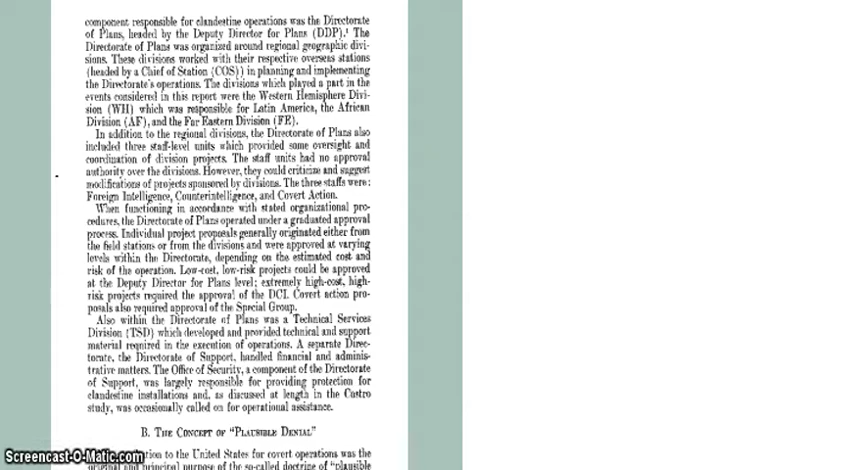 component responsible for clandestine operations was the Directorate
of Plans, headed by the Deputy Director for Plans (DDP).¹ The
Directorate of Plans was organized around regional geographic divi-
sions. These divisions worked with their respective overseas stations
(headed by a Chief of Station (COS)) in planning and implementing
the Directorate's operations. The divisions which played a part in the
events considered in this report were the Western Hemisphere Divi-
sion (WH) which was responsible for Latin America, the African
Division (AF), and the Far Eastern Division (FE).
In addition to the regional divisions, the Directorate of Plans also
included three staff-level units which provided some oversight and
coordination of division projects. The staff units had no approval
authority over the divisions. However, they could criticize and suggest
modifications of projects sponsored by divisions. The three staffs were:
Foreign Intelligence, Counterintelligence, and Covert Action.
When functioning in accordance with stated organizational pro-
cedures, the Directorate of Plans operated under a graduated approval
process. Individual project proposals generally originated either from
the field stations or from the divisions and were approved at varying
levels within the Directorate, depending on the estimated cost and
risk of the operation. Low-cost, low-risk projects could be approved
at the Deputy Director for Plans level; extremely high-cost, high-
risk projects required the approval of the DCI. Covert action pro-
posals also required approval of the Special Group.
Also within the Directorate of Plans was a Technical Services
Division (TSD) which developed and provided technical and support
material required in the execution of operations. A separate Direc-
torate, the Directorate of Support, handled financial and adminis-
trative matters. The Office of Security, a component of the Directorate
of Support, was largely responsible for providing protection for
clandestine installations and, as discussed at length in the Castro
study, was occasionally called on for operational assistance.
B. THE CONCEPT OF "PLAUSIBLE DENIAL"
to the United States for covert operations was the
and principal purpose of the so-called doctrine of "plausible
Screencast-O-Matic.com